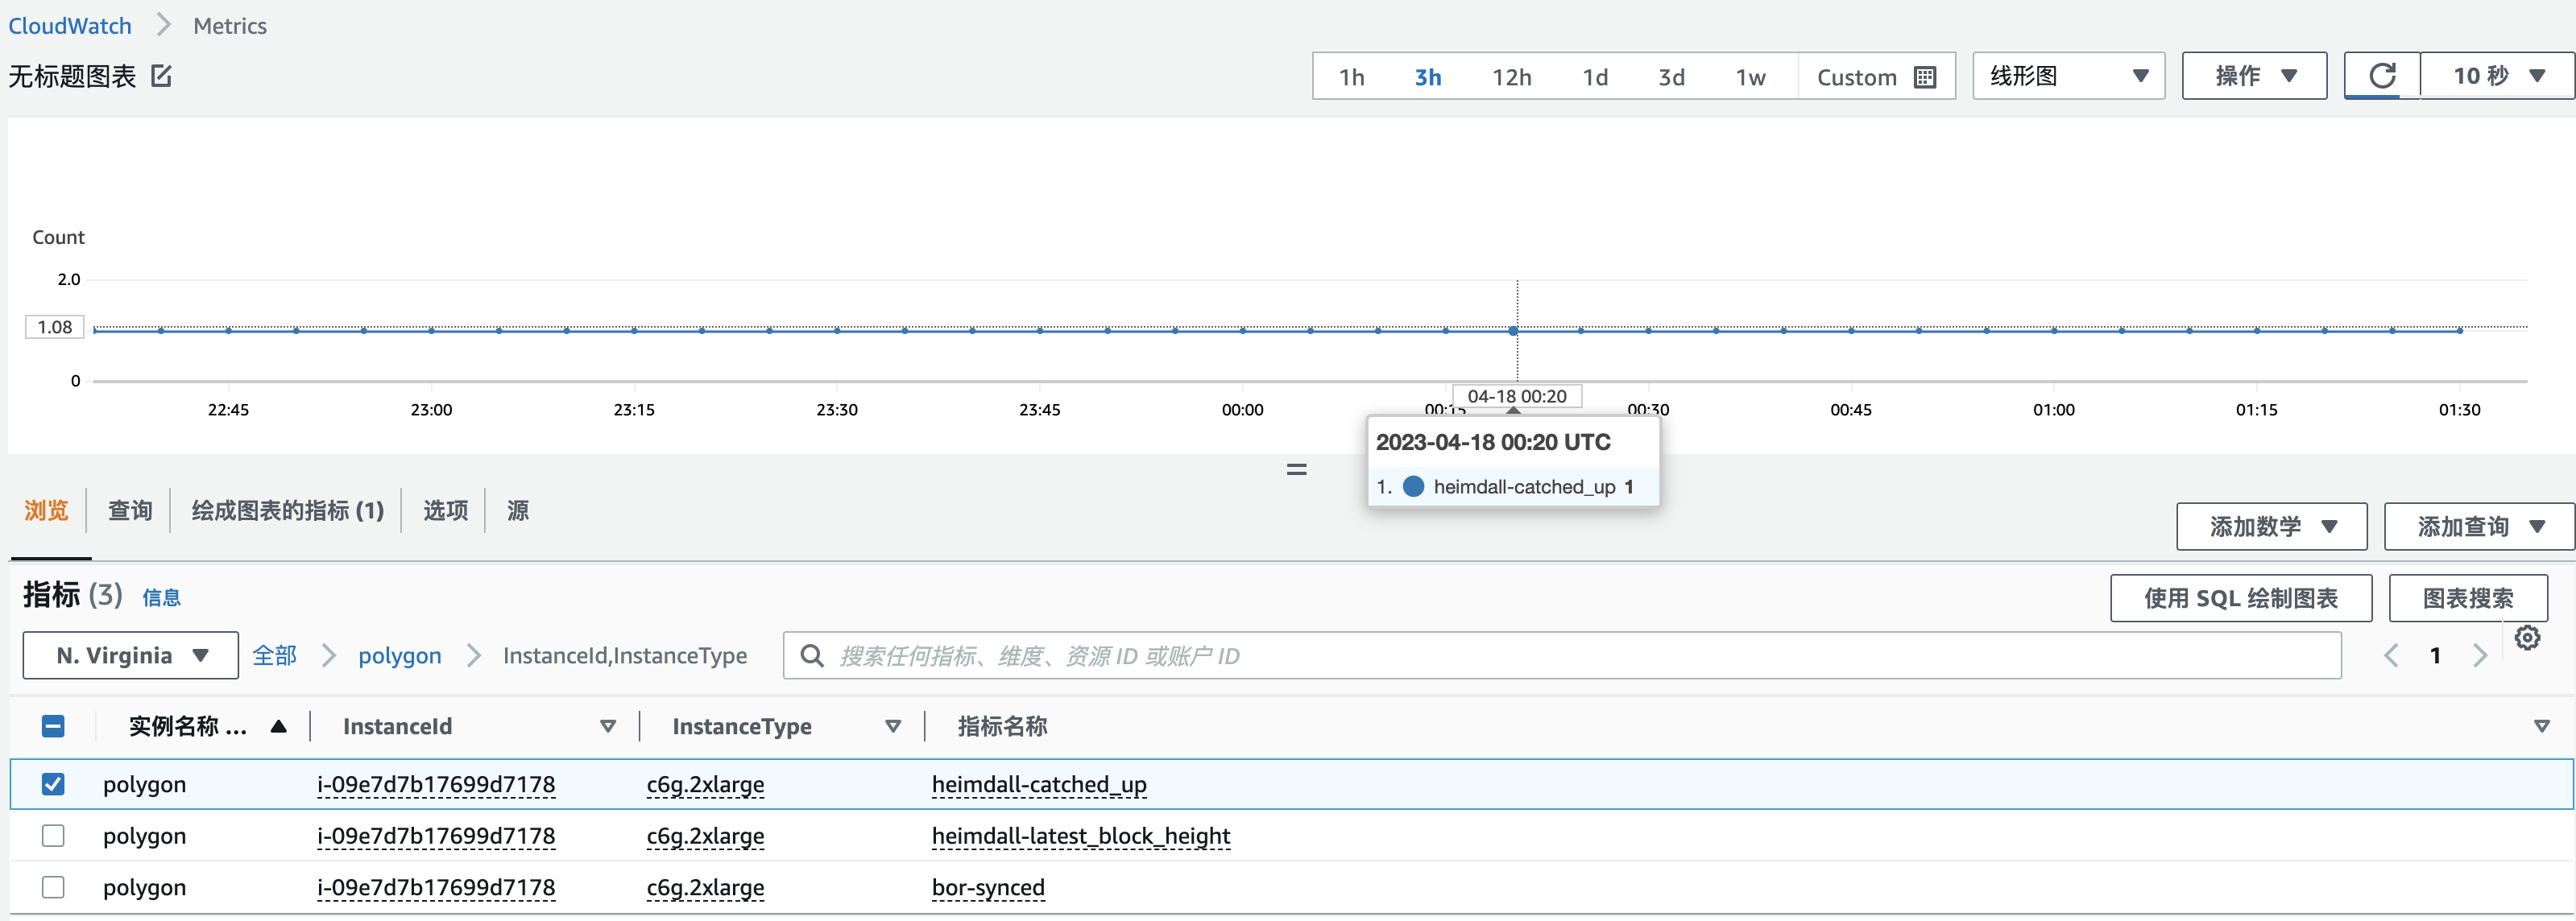 CloudWatch Metrics
无标题图表
1h 3h 12h 1d 3d 1w Custom 线形图 操作 10 秒
Count
2.0
1.08
0
22:45 23:00 23:15 23:30 23:45 00:00 00:15 04-18 00:20 00:30 00:45 01:00 01:15 01:30
2023-04-18 00:20 UTC
1. heimdall-catched_up 1
浏览 查询 绘成图表的指标 (1) 选项 源
添加数学 添加查询
指标 (3) 信息
使用 SQL 绘制图表 图表搜索
N. Virginia 全部 polygon InstanceId,InstanceType 搜索任何指标、维度、资源 ID 或账户 ID 1
实例名称 ... InstanceId InstanceType 指标名称
polygon i-09e7d7b17699d7178 c6g.2xlarge heimdall-catched_up
polygon i-09e7d7b17699d7178 c6g.2xlarge heimdall-latest_block_height
polygon i-09e7d7b17699d7178 c6g.2xlarge bor-synced